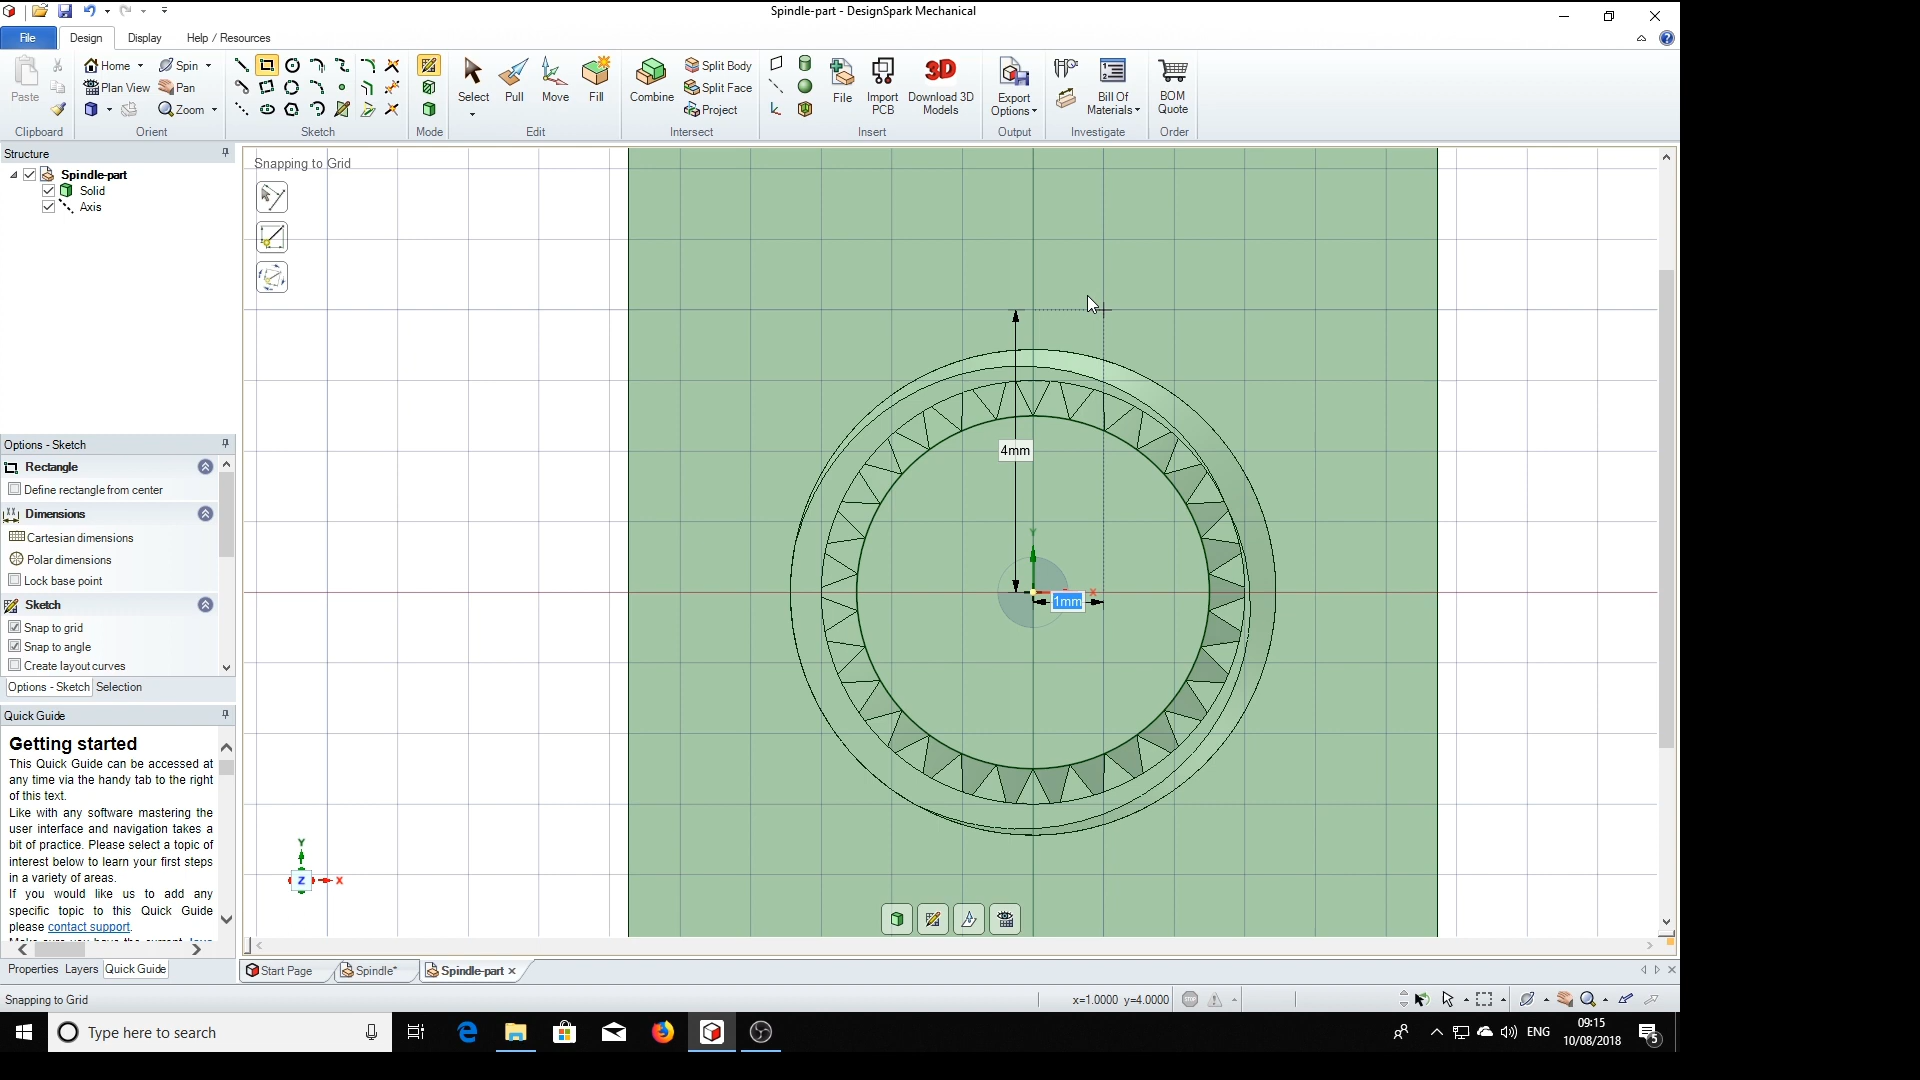 Spindle-part - DesignSpark Mechanical
File
Design
Display
Help / Resources
Paste
Clipboard
Home
Plan View
Spin
Pan
Zoom
Orient
Sketch
Mode
Select
Pull
Move
Fill
Edit
Combine
Split Body
Split Face
Project
Intersect
File
Import
PCB
3D
Download 3D
Models
Insert
Export
Options
Output
Bill Of
Materials
Investigate
BOM
Quote
Order
Structure
Spindle-part
Solid
Axis
Snapping to Grid
4mm
1mm
Y
X
Y
Z
X
Options - Sketch
Rectangle
Define rectangle from center
Dimensions
Cartesian dimensions
Polar dimensions
Lock base point
Sketch
Snap to grid
Snap to angle
Create layout curves
Options - Sketch
Selection
Quick Guide
Getting started
This Quick Guide can be accessed at
any time via the handy tab to the right
of this text.
Like with any software mastering the
user interface and navigation takes a
bit of practice. Please select a topic of
interest below to learn your first steps
in a variety of areas.
If you would like us to add any
specific topic to this Quick Guide
please contact support.
Properties
Layers
Quick Guide
Start Page
Spindle*
Spindle-part
Snapping to Grid
x=1.0000 y=4.0000
Type here to search
ENG
09:15
10/08/2018
5